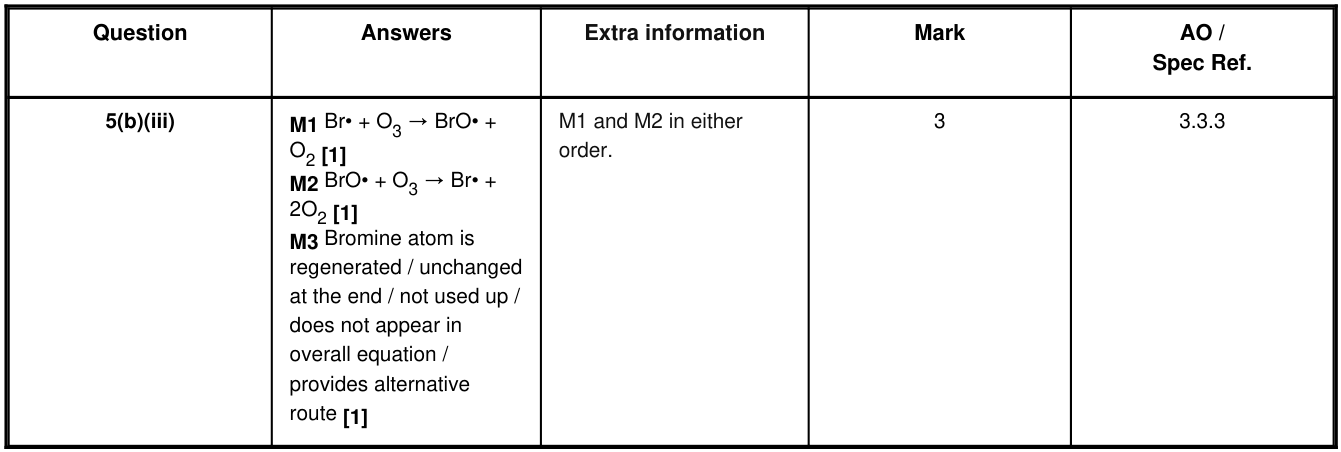 Question Answers Extra information Mark AO /
Spec Ref.
5(b)(iii)
M1 Br• + O3 → BrO• +
O2 [1]
M2 BrO• + O3 → Br• +
2O2 [1]
M3 Bromine atom is
regenerated / unchanged
at the end / not used up /
does not appear in
overall equation /
provides alternative
route [1]
M1 and M2 in either
order.
3
3.3.3